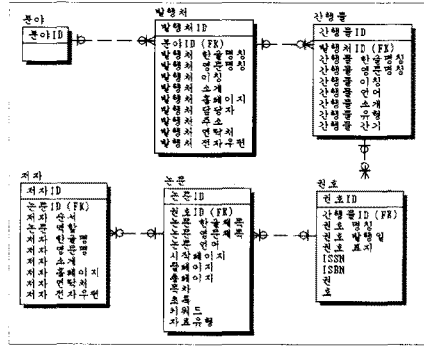 분야
분야ID
발행처
발행처ID
분야ID (FK)
발행처 한글명칭
발행처 영문명칭
발행처 이칭
발행처 소개
발행처 홈페이지
발행처 담당자
발행처 주소
발행처 연락처
발행처 전자우편
간행물
간행물ID
발행처ID (FK)
간행물 한글명칭
간행물 영문명칭
간행물 이칭
간행물 언어
간행물 소개
간행물 유형
간행물 간기
저자
저자ID
논문ID (FK)
저자 순서
저자 역할
저자 한글명
저자 영문명
저자 소개
저자 홈페이지
저자 연락처
저자 전자우편
논문
논문ID
권호ID (FK)
논문 한글제목
논문 영문제목
논문 언어
시작페이지
끝페이지
총페이지
목차
초록
키워드
자료유형
권호
권호ID
간행물ID (FK)
권호 명칭
권호 발행일
권호 표지
ISSN
ISBN
권
호